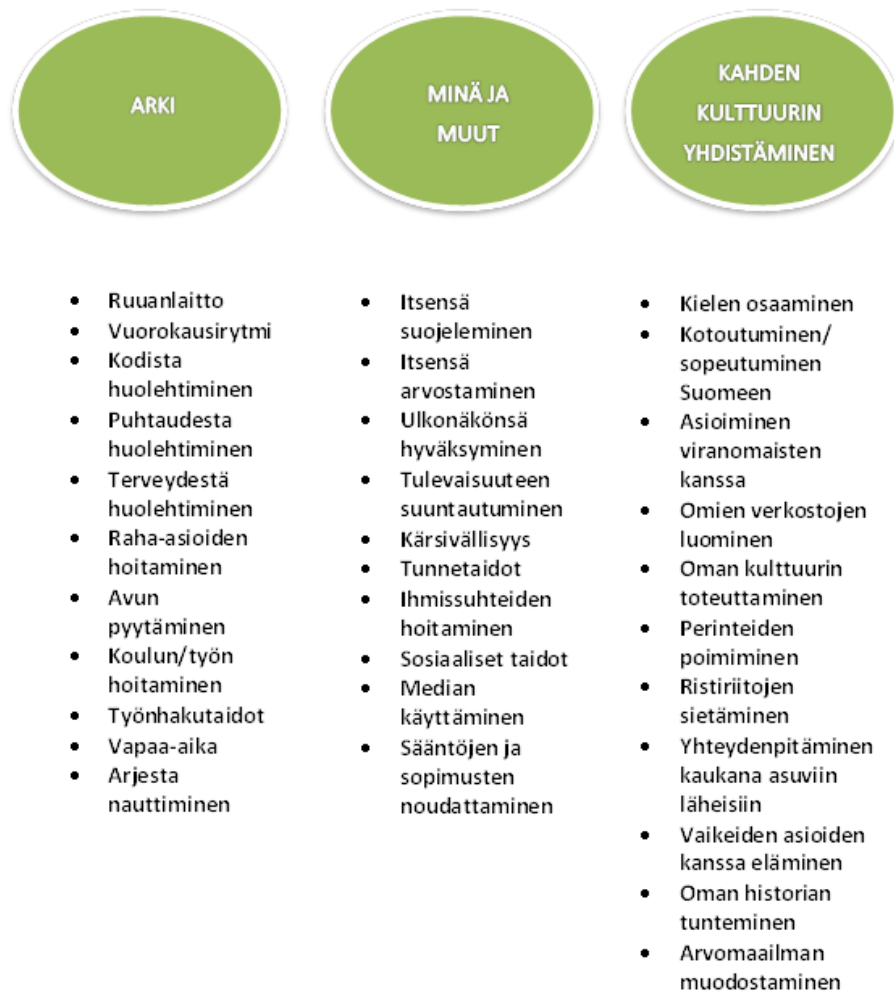 ARKI
MINÄ JA
MUUT
KAHDEN
KULTTUURIN
YHDISTÄMINEN
• Ruuanlaitto
• Vuorokausirytmi
• Kodista
huolehtiminen
• Puhtaudesta
huolehtiminen
• Terveydestä
huolehtiminen
• Raha-asioiden
hoitaminen
• Avun
pyytäminen
• Koulun/työn
hoitaminen
• Työnhakutaidot
• Vapaa-aika
• Arjesta
nauttiminen
• Itsensä
suojeleminen
• Itsensä
arvostaminen
• Ulkonäkönsä
hyväksyminen
• Tulevaisuuteen
suuntautuminen
• Kärsivällisyys
• Tunnetaidot
• Ihmissuhteiden
hoitaminen
• Sosiaaliset taidot
• Median
käyttäminen
• Sääntöjen ja
sopimusten
noudattaminen
• Kielen osaaminen
• Kotoutuminen/
sopeutuminen
Suomeen
• Asioiminen
viranomaisten
kanssa
• Omien verkostojen
luominen
• Oman kulttuurin
toteuttaminen
• Perinteiden
poimiminen
• Ristiriitojen
sietäminen
• Yhteydenpitäminen
kaukana asuviin
läheisiin
• Vaikeiden asioiden
kanssa eläminen
• Oman historian
tunteminen
• Arvomaailman
muodostaminen